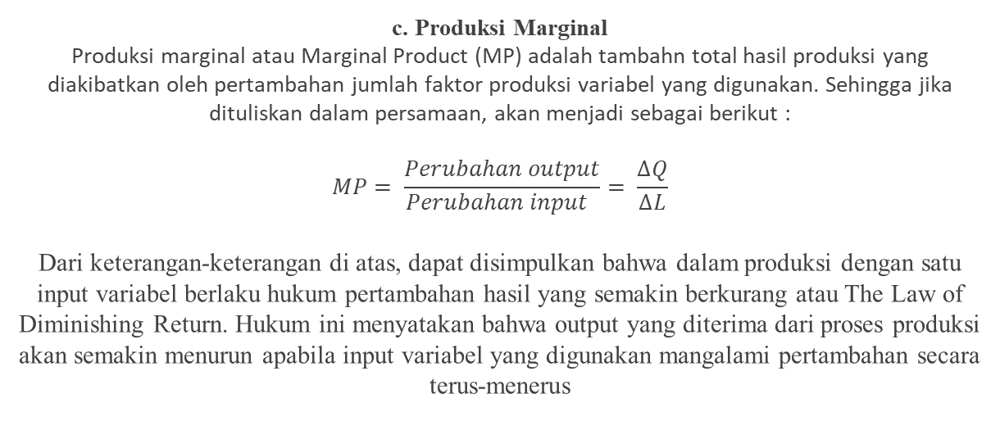 c. Produksi Marginal
Produksi marginal atau Marginal Product (MP) adalah tambahn total hasil produksi yang
diakibatkan oleh pertambahan jumlah faktor produksi variabel yang digunakan. Sehingga jika
dituliskan dalam persamaan, akan menjadi sebagai berikut :
MP = Perubahan output / Perubahan input = ΔQ / ΔL
Dari keterangan-keterangan di atas, dapat disimpulkan bahwa dalam produksi dengan satu
input variabel berlaku hukum pertambahan hasil yang semakin berkurang atau The Law of
Diminishing Return. Hukum ini menyatakan bahwa output yang diterima dari proses produksi
akan semakin menurun apabila input variabel yang digunakan mangalami pertambahan secara
terus-menerus